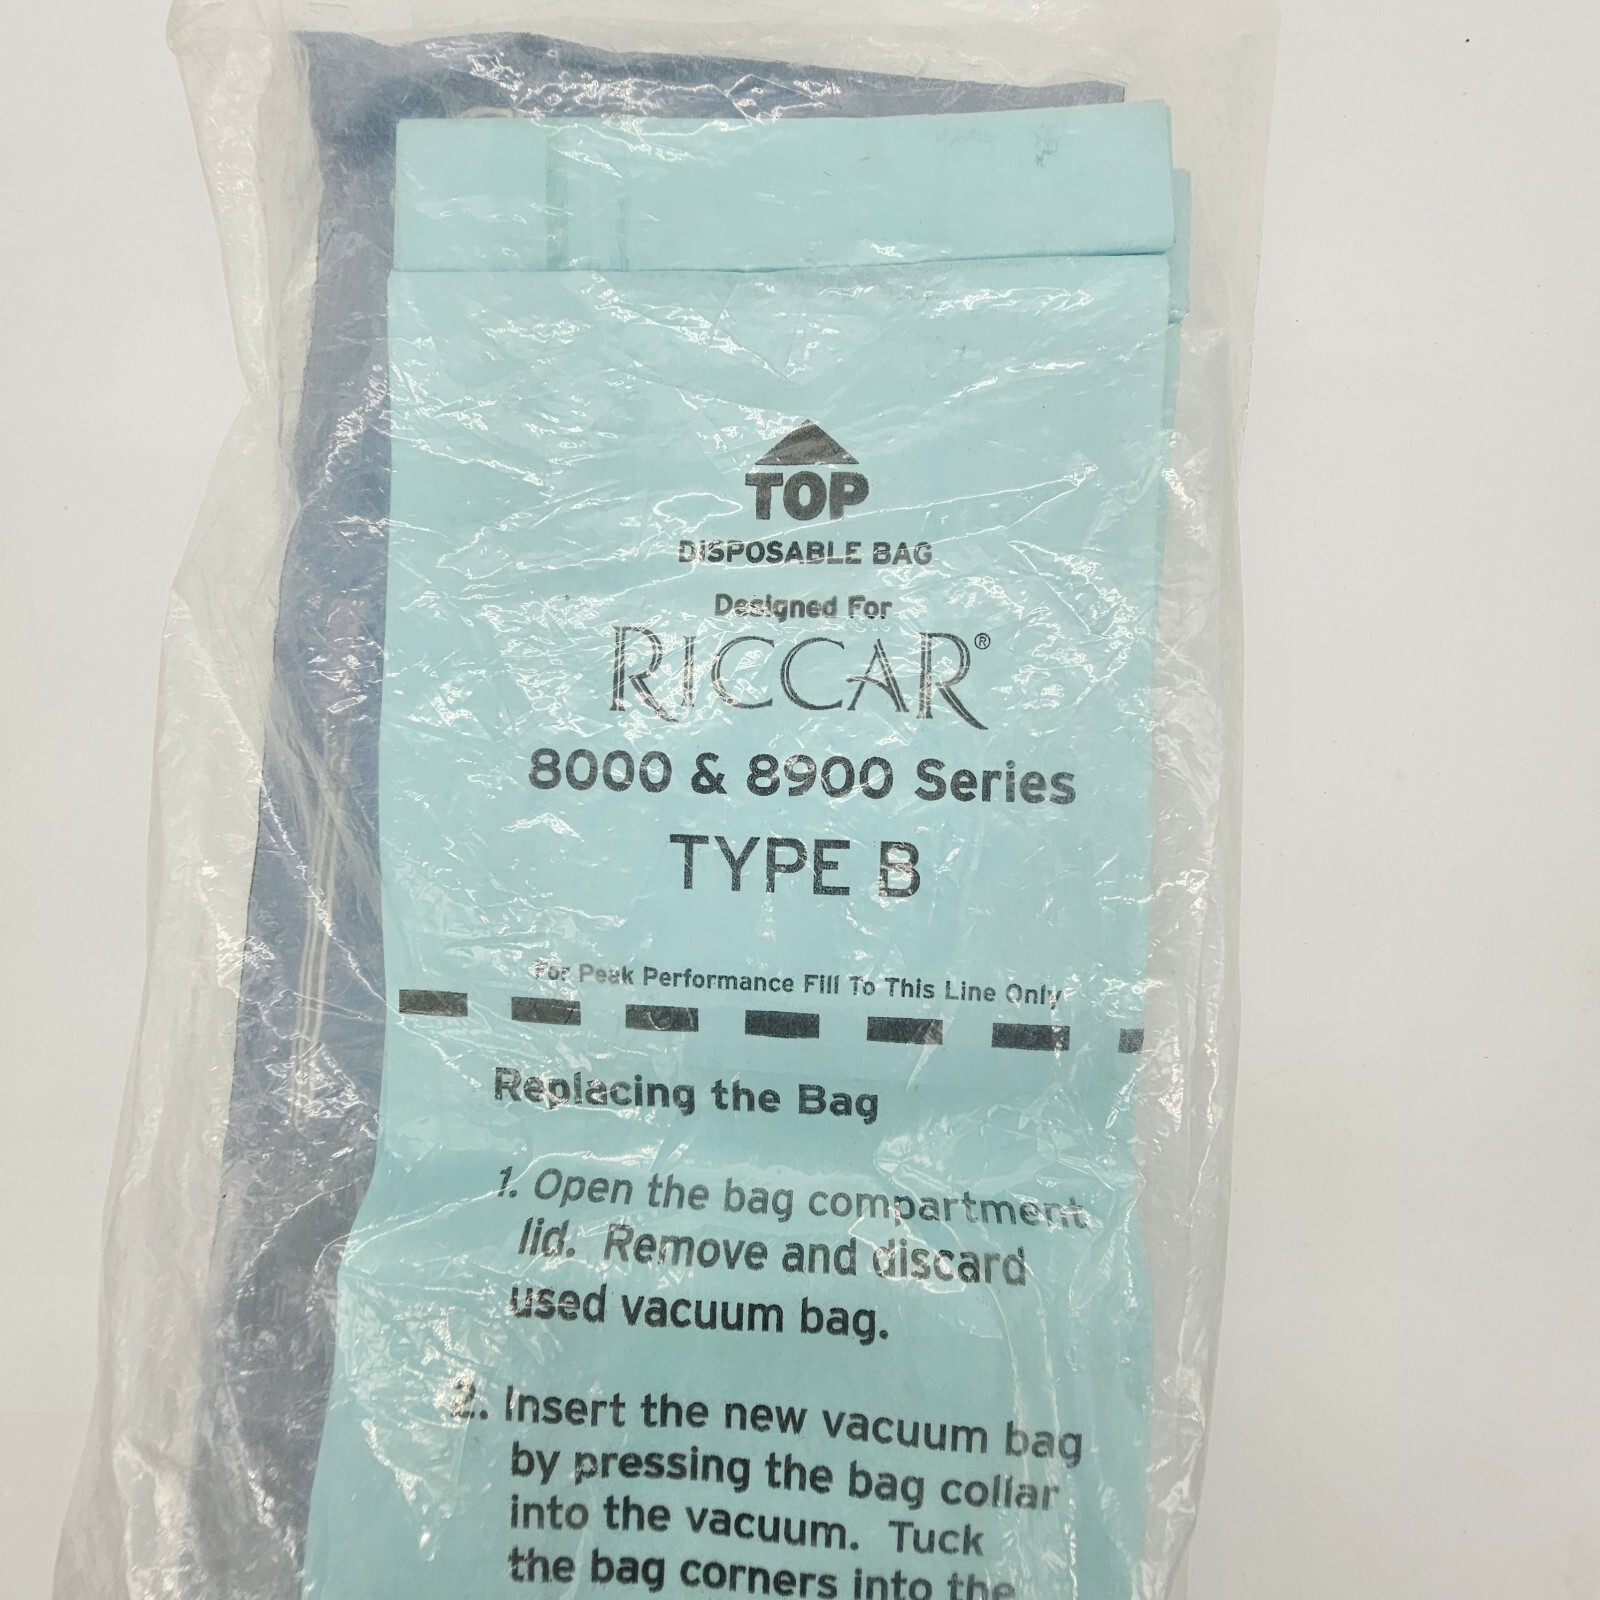 TOP
DISPOSABLE BAG
Designed For
RICCAR®
8000 & 8900 Series
TYPE B
For Peak Performance Fill To This Line Only
Replacing the Bag
1. Open the bag compartment
lid. Remove and discard
used vacuum bag.
2. Insert the new vacuum bag
by pressing the bag collar
into the vacuum. Tuck
the bag corners into the